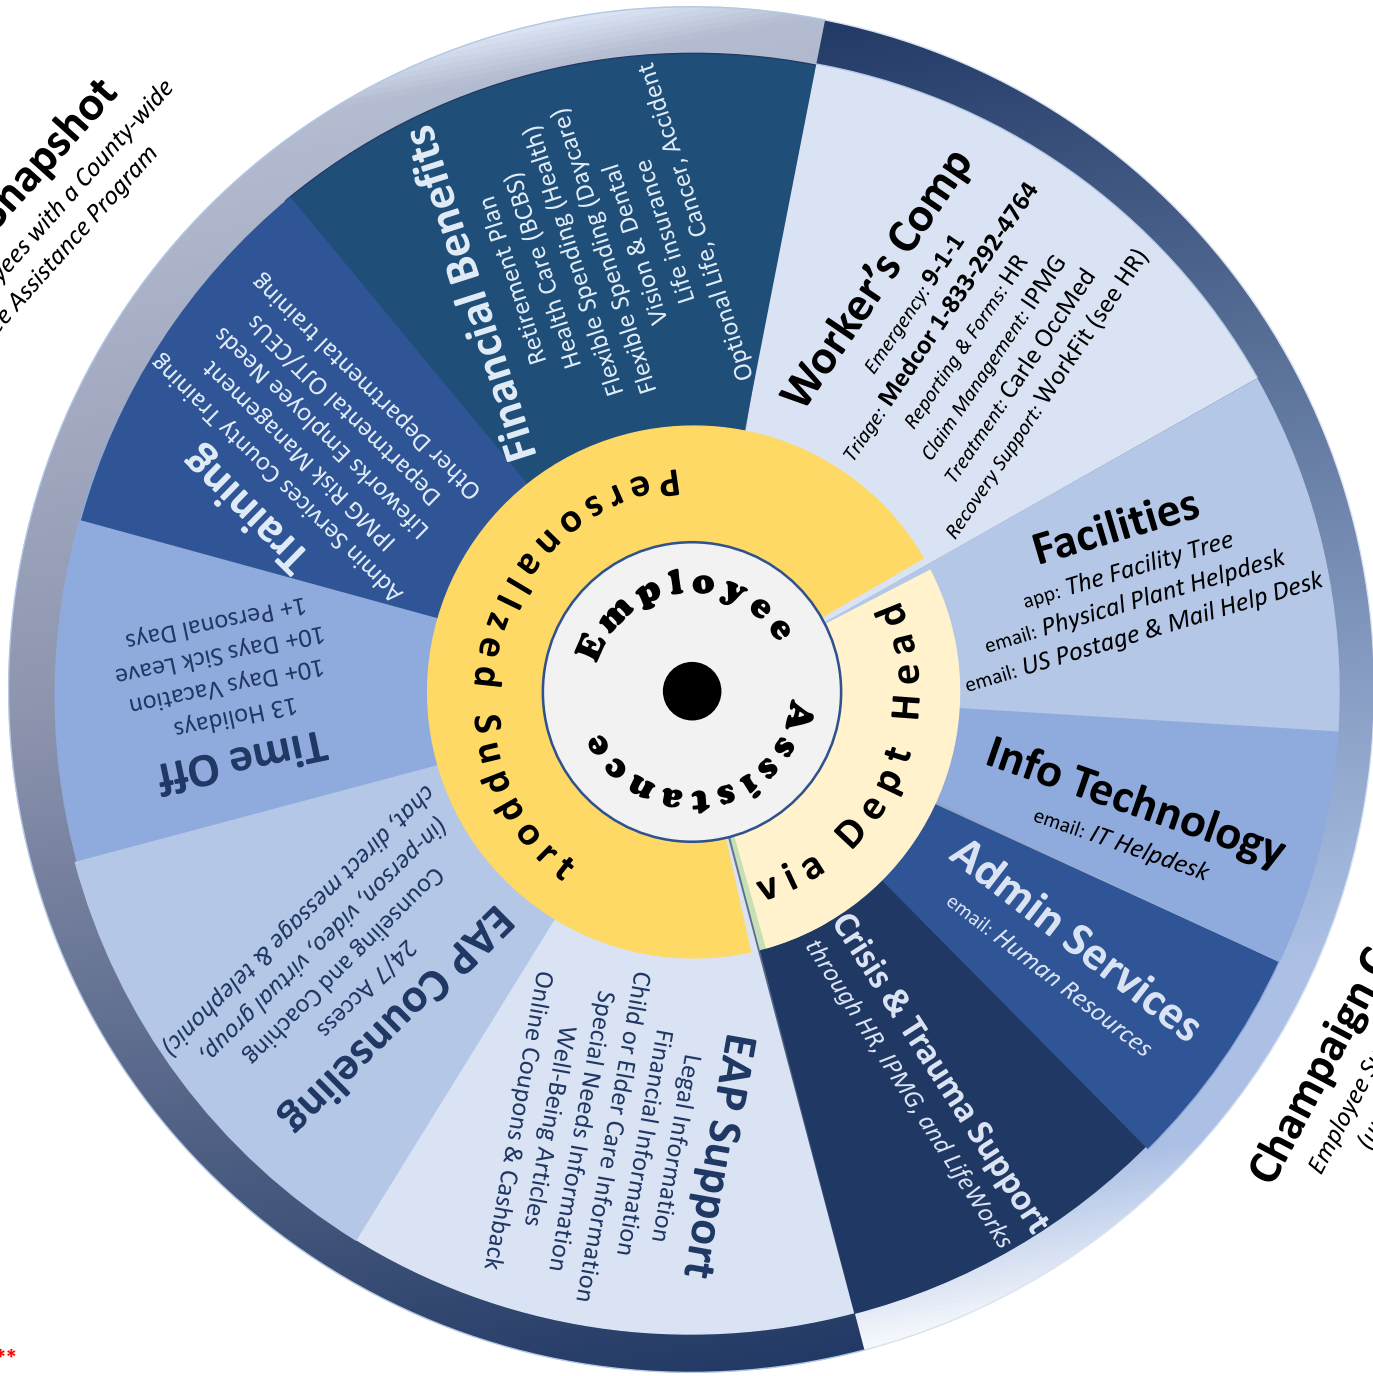 Snapshot
yees with a County-wide
ee Assistance Program
Employee
Assistance
Personalized Support
via Dept Head
Financial Benefits
Retirement Plan
Health Care (BCBS)
Health Spending (Health)
Flexible Spending (Daycare)
Flexible Spending & Dental
Vision insurance
Life insurance
Optional Life, Cancer, Accident
Worker's Comp
Emergency: 9-1-1
Triage: Medcor 1-833-292-4764
Reporting & Forms: HR
Claim Management: IPMG
Treatment: Carle OccMed
Recovery Support: WorkFit (see HR)
Facilities
app: The Facility Tree
email: Physical Plant Helpdesk
email: US Postage & Mail Help Desk
Info Technology
email: IT Helpdesk
Admin Services
email: Human Resources
Crisis & Trauma Support
through HR, IPMG, and LifeWorks
EAP Support
Legal Information
Financial Information
Child or Elder Care Information
Special Needs Information
Well-Being Articles
Online Coupons & Cashback
EAP Counseling
24/7 Access
Counseling and Coaching
(in-person, video, virtual group,
chat, direct message & telephonic)
Time Off
13 Holidays
10+ Days Vacation
10+ Days Sick Leave
1+ Personal Days
Training
Admin Services County Training
IPMG Risk Management
Lifeworks Employee Needs
Departmental OJT/CEUs
Other Departmental training
Champaign C
Employee S
**